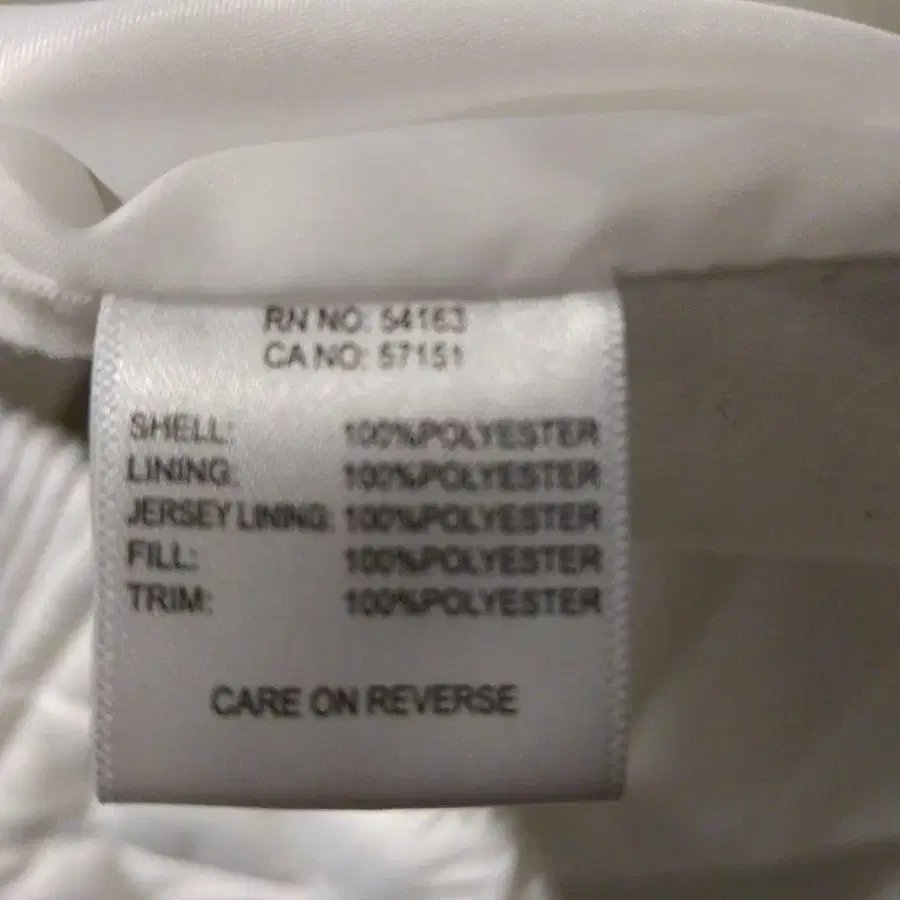 RN NO: 54163
CA NO: 57151
SHELL: 100%POLYESTER
LINING: 100%POLYESTER
JERSEY LINING: 100%POLYESTER
FILL: 100%POLYESTER
TRIM: 100%POLYESTER
CARE ON REVERSE